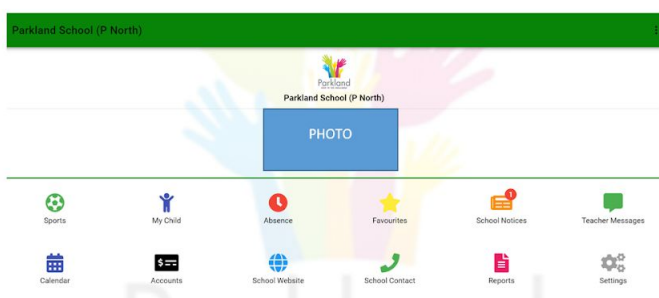 Parkland School (P North)
Parkland
Parkland School (P North)
PHOTO
Sports My Child Absence Favourites School Notices Teacher Messages
1
Calendar Accounts School Website School Contact Reports Settings